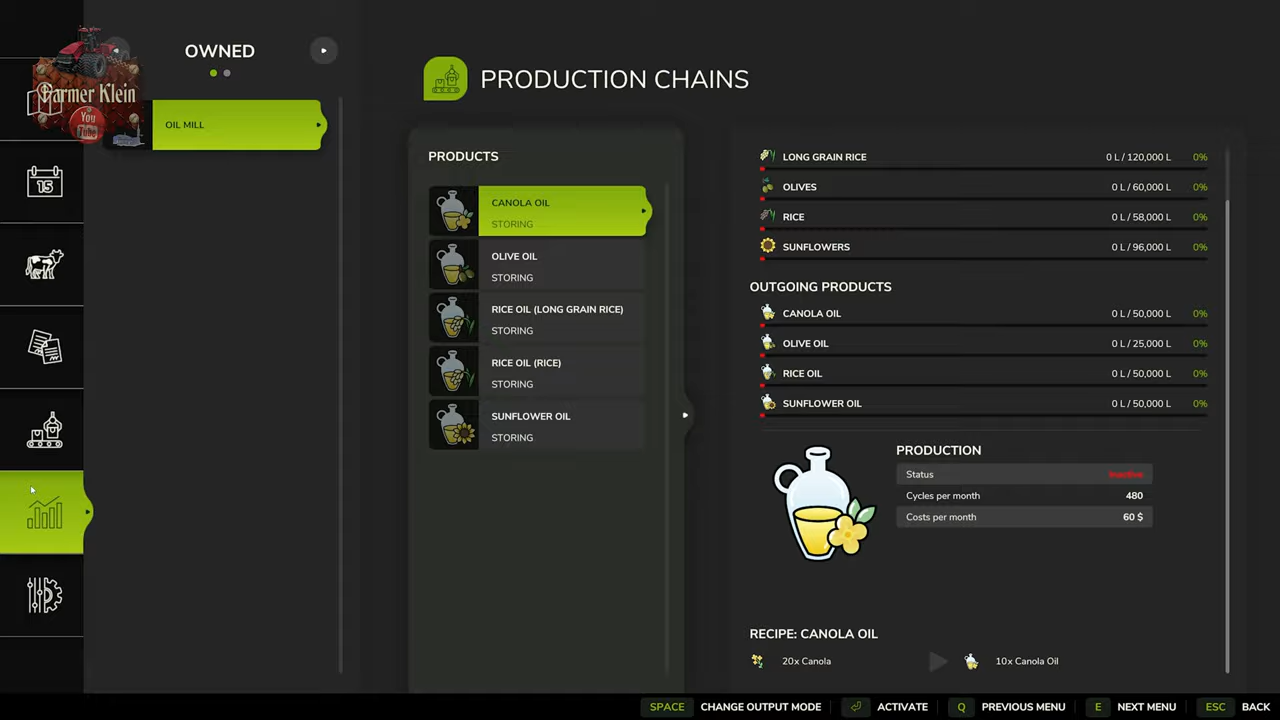 Farmer Klein
You
Tube
15
OWNED
OIL MILL
PRODUCTION CHAINS
PRODUCTS
CANOLA OIL
STORING
OLIVE OIL
STORING
RICE OIL (LONG GRAIN RICE)
STORING
RICE OIL (RICE)
STORING
SUNFLOWER OIL
STORING
LONG GRAIN RICE 0 L / 120,000 L 0%
OLIVES 0 L / 60,000 L 0%
RICE 0 L / 58,000 L 0%
SUNFLOWERS 0 L / 96,000 L 0%
OUTGOING PRODUCTS
CANOLA OIL 0 L / 50,000 L 0%
OLIVE OIL 0 L / 25,000 L 0%
RICE OIL 0 L / 50,000 L 0%
SUNFLOWER OIL 0 L / 50,000 L 0%
PRODUCTION
Status Inactive
Cycles per month 480
Costs per month 60 $
RECIPE: CANOLA OIL
20x Canola 10x Canola Oil
SPACE CHANGE OUTPUT MODE ACTIVATE Q PREVIOUS MENU E NEXT MENU ESC BACK